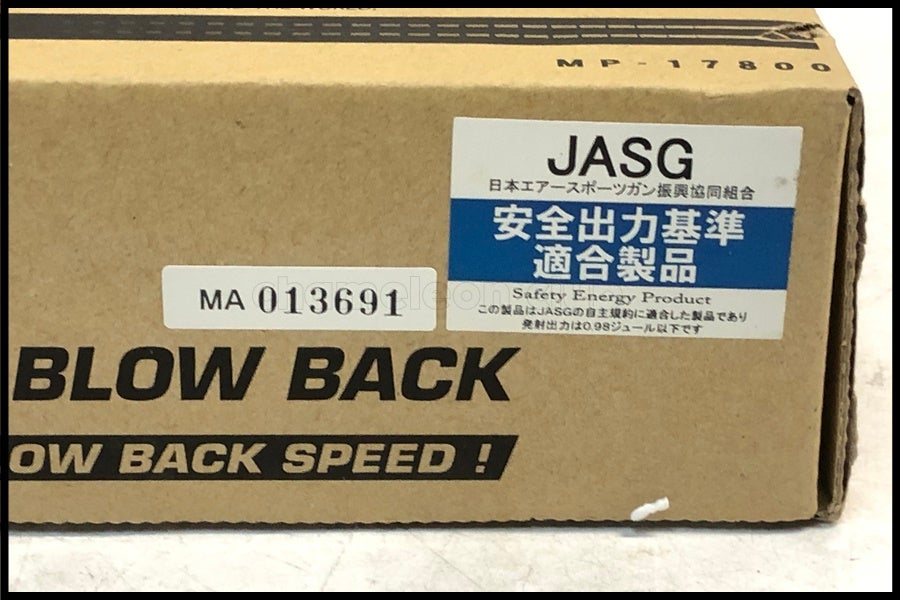 THE WORLD.
MP-17800
JASG
日本エアースポーツガン振興協同組合
安全出力基準
適合製品
Safety Energy Product
この製品はJASGの自主規約に適合した製品であり
発射出力は0.98ジュール以下です
MA 013691
BLOW BACK
OW BACK SPEED !